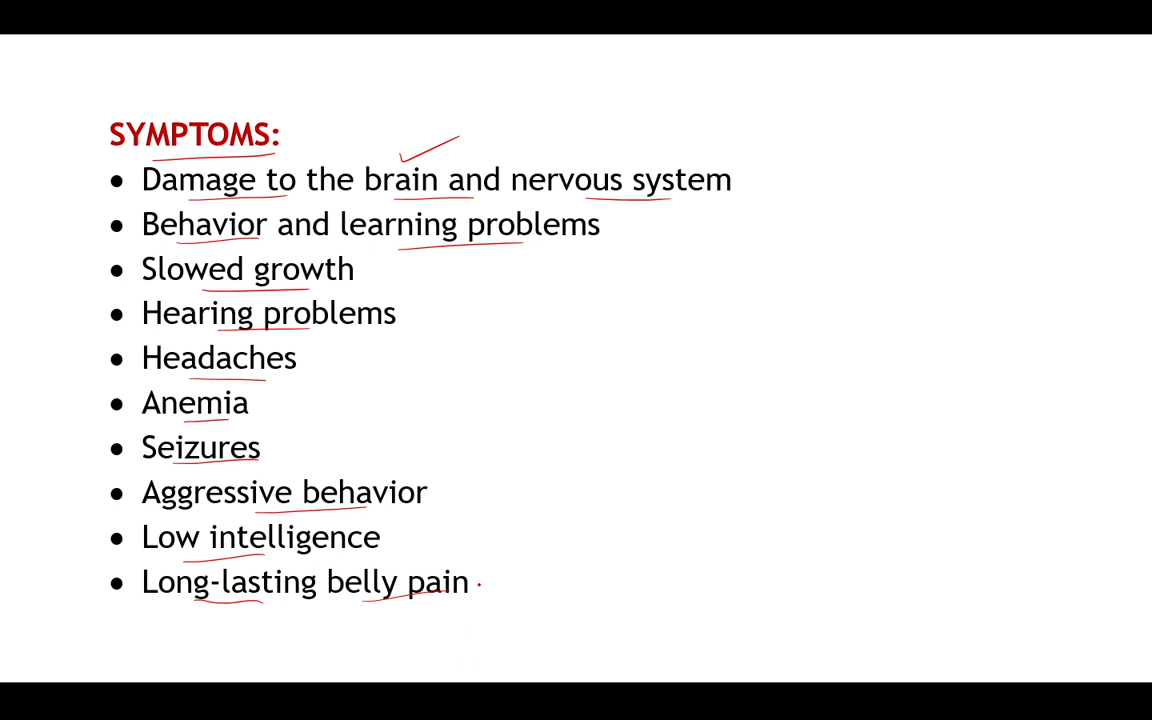 SYMPTOMS:
• Damage to the brain and nervous system
• Behavior and learning problems
• Slowed growth
• Hearing problems
• Headaches
• Anemia
• Seizures
• Aggressive behavior
• Low intelligence
• Long-lasting belly pain